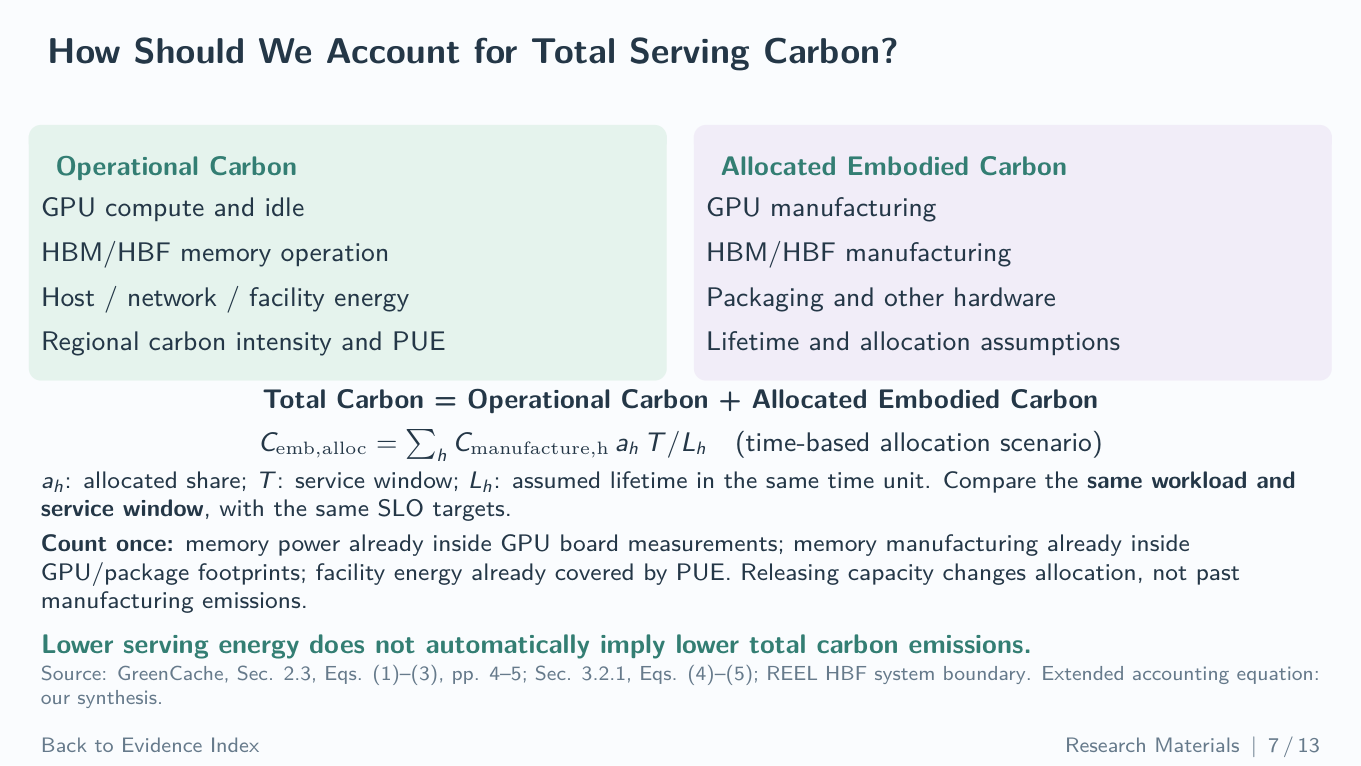 How Should We Account for Total Serving Carbon?
Operational Carbon
GPU compute and idle
HBM/HBF memory operation
Host / network / facility energy
Regional carbon intensity and PUE
Allocated Embodied Carbon
GPU manufacturing
HBM/HBF manufacturing
Packaging and other hardware
Lifetime and allocation assumptions
Total Carbon = Operational Carbon + Allocated Embodied Carbon
C_emb,alloc = ∑_h C_manufacture,h a_h T/L_h (time-based allocation scenario)
a_h: allocated share; T: service window; L_h: assumed lifetime in the same time unit. Compare the same workload and
service window, with the same SLO targets.
Count once: memory power already inside GPU board measurements; memory manufacturing already inside
GPU/package footprints; facility energy already covered by PUE. Releasing capacity changes allocation, not past
manufacturing emissions.
Lower serving energy does not automatically imply lower total carbon emissions.
Source: GreenCache, Sec. 2.3, Eqs. (1)–(3), pp. 4–5; Sec. 3.2.1, Eqs. (4)–(5); REEL HBF system boundary. Extended accounting equation:
our synthesis.
Back to Evidence Index
Research Materials | 7 / 13